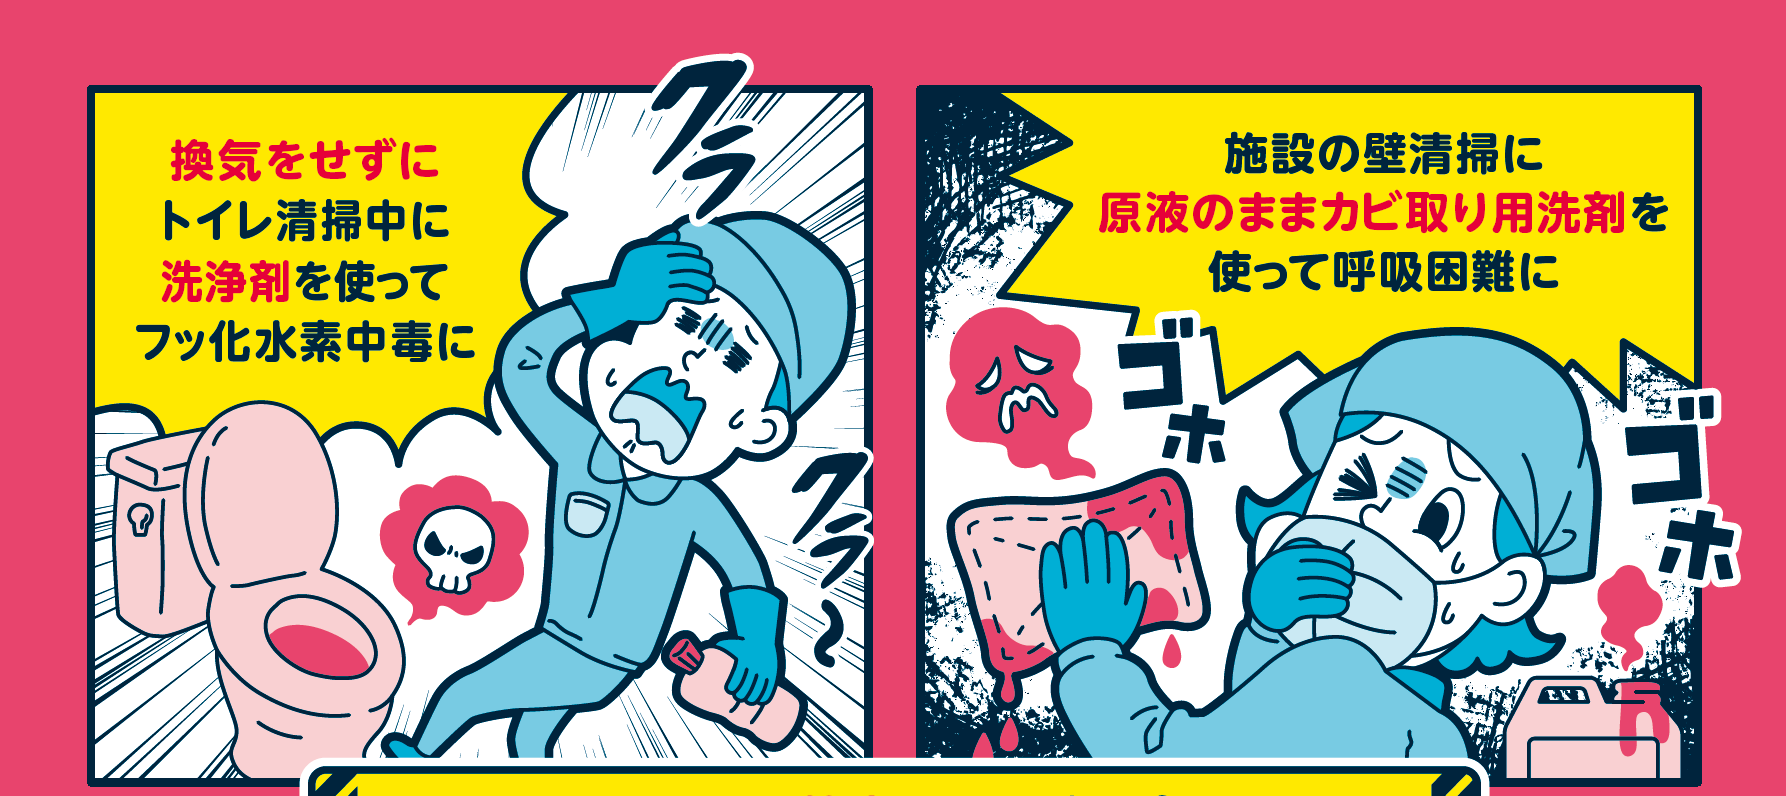 換気をせずに
トイレ清掃中に
洗浄剤を使って
フッ化水素中毒に
クラ
クラ〜
施設の壁清掃に
原液のままカビ取り用洗剤を
使って呼吸困難に
ゴホ
ゴホ